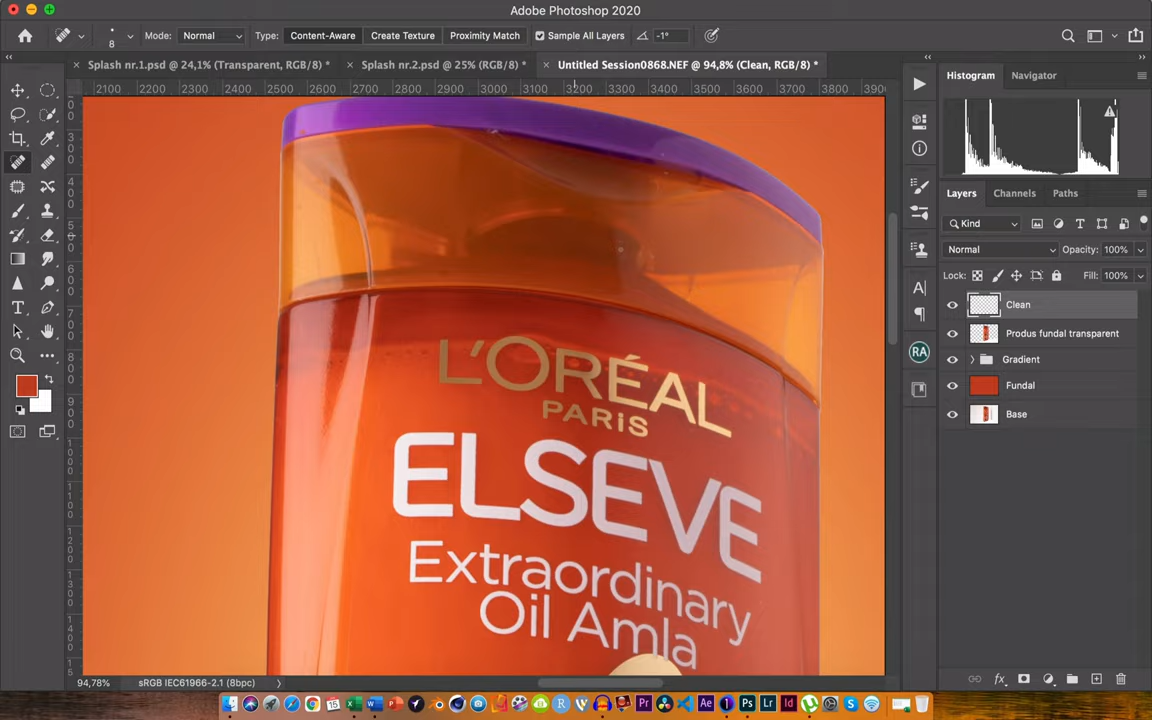 Adobe Photoshop 2020
8
Mode:
Normal
Type:
Content-Aware
Create Texture
Proximity Match
Sample All Layers
-1°
Splash nr.1.psd @ 24,1% (Transparent, RGB/8) *
Splash nr.2.psd @ 25% (RGB/8) *
Untitled Session0868.NEF @ 94,8% (Clean, RGB/8) *
2100
2200
2300
2400
2500
2600
2700
2800
2900
3000
3100
3200
3300
3400
3500
3600
3700
3800
3900
Histogram
Navigator
Layers
Channels
Paths
Kind
Normal
Opacity: 100%
Lock:
Fill: 100%
Clean
Produs fundal transparent
Gradient
Fundal
Base
RA
L'ORÉAL
PARiS
ELSEVE
Extraordinary
Oil Amla
94,78%
sRGB IEC61966-2.1 (8bpc)